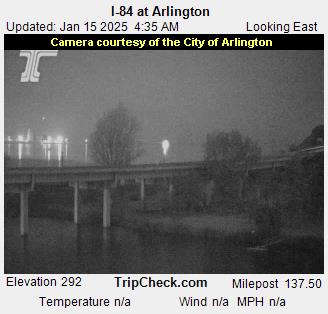 I-84 at Arlington
Updated: Jan 15 2025 4:35 AM Looking East
Camera courtesy of the City of Arlington
Elevation 292 TripCheck.com Milepost 137.50
Temperature n/a Wind n/a MPH n/a